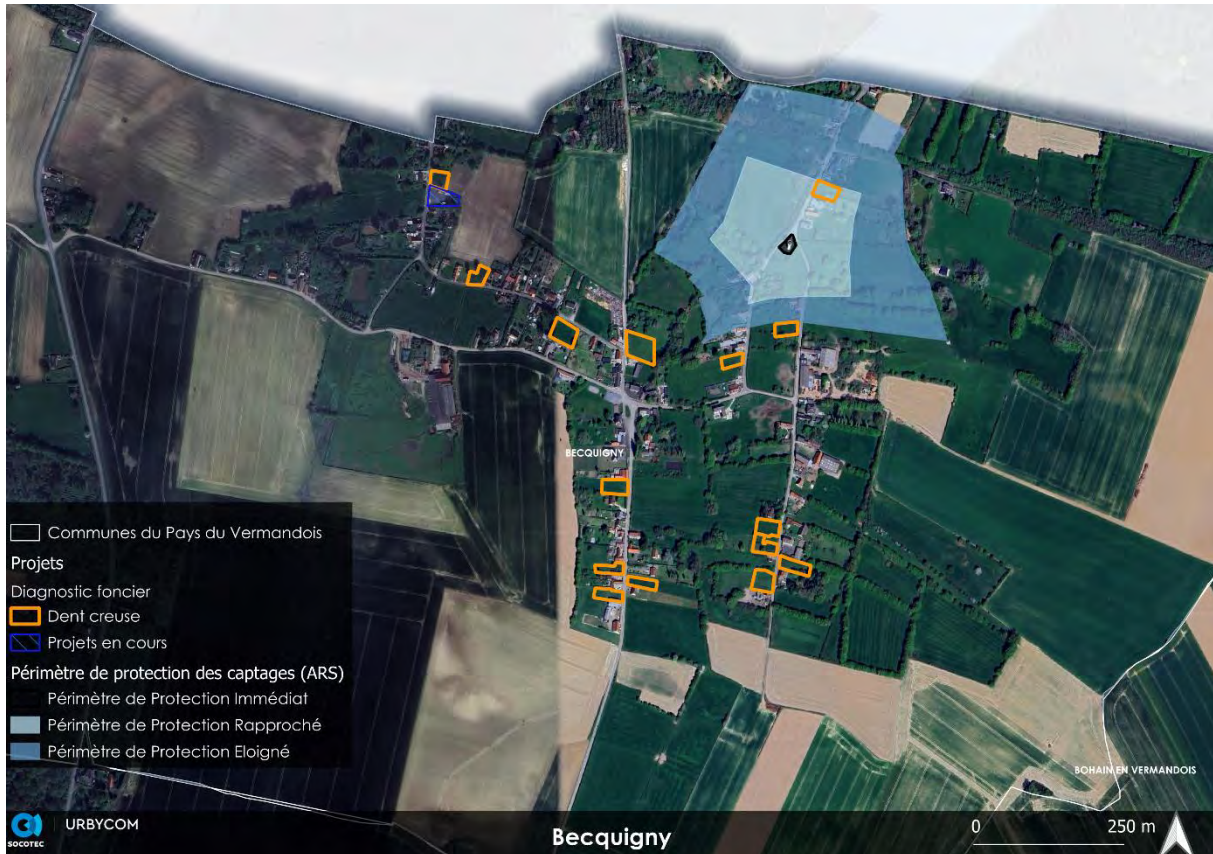 BECQUIGNY
Communes du Pays du Vermandois
Projets
Diagnostic foncier
Dent creuse
Projets en cours
Périmètre de protection des captages (ARS)
Périmètre de Protection Immédiat
Périmètre de Protection Rapproché
Périmètre de Protection Eloigné
BOHAIN EN VERMANDOIS
SOCOTEC
URBYCOM
Becquigny
0 250 m